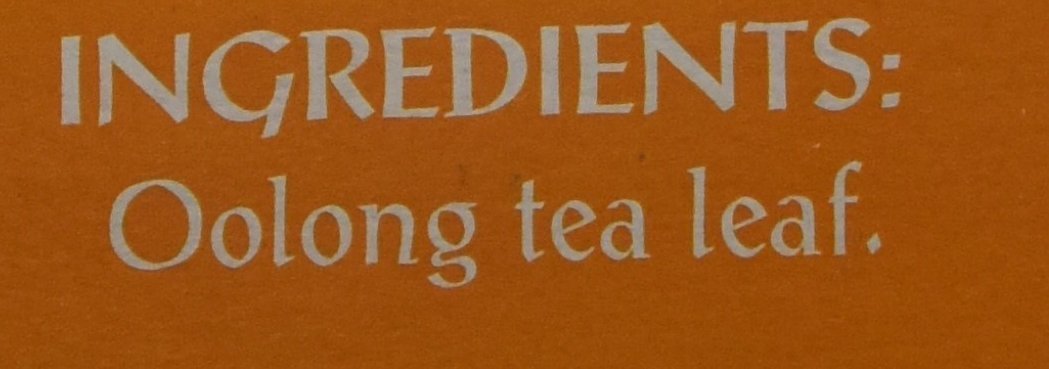 INGREDIENTS:
Oolong tea leaf.